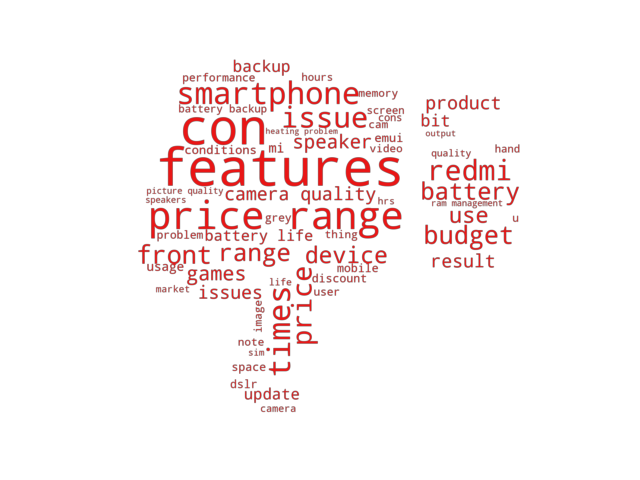 backup
performance
hours
smartphone
memory
battery backup
screen
product
con
issue
cons
cam
bit
heating problem
output
speaker
emui
conditions
mi
video
quality
hand
features
redmi
picture quality
camera quality
battery
speakers
hrs
ram management
price range
grey
use
u
problem
battery life
thing
budget
front
range
device
result
usage
games
mobile
discount
life
market
issues
user
price
times
image
note
sim
space
dslr
update
camera